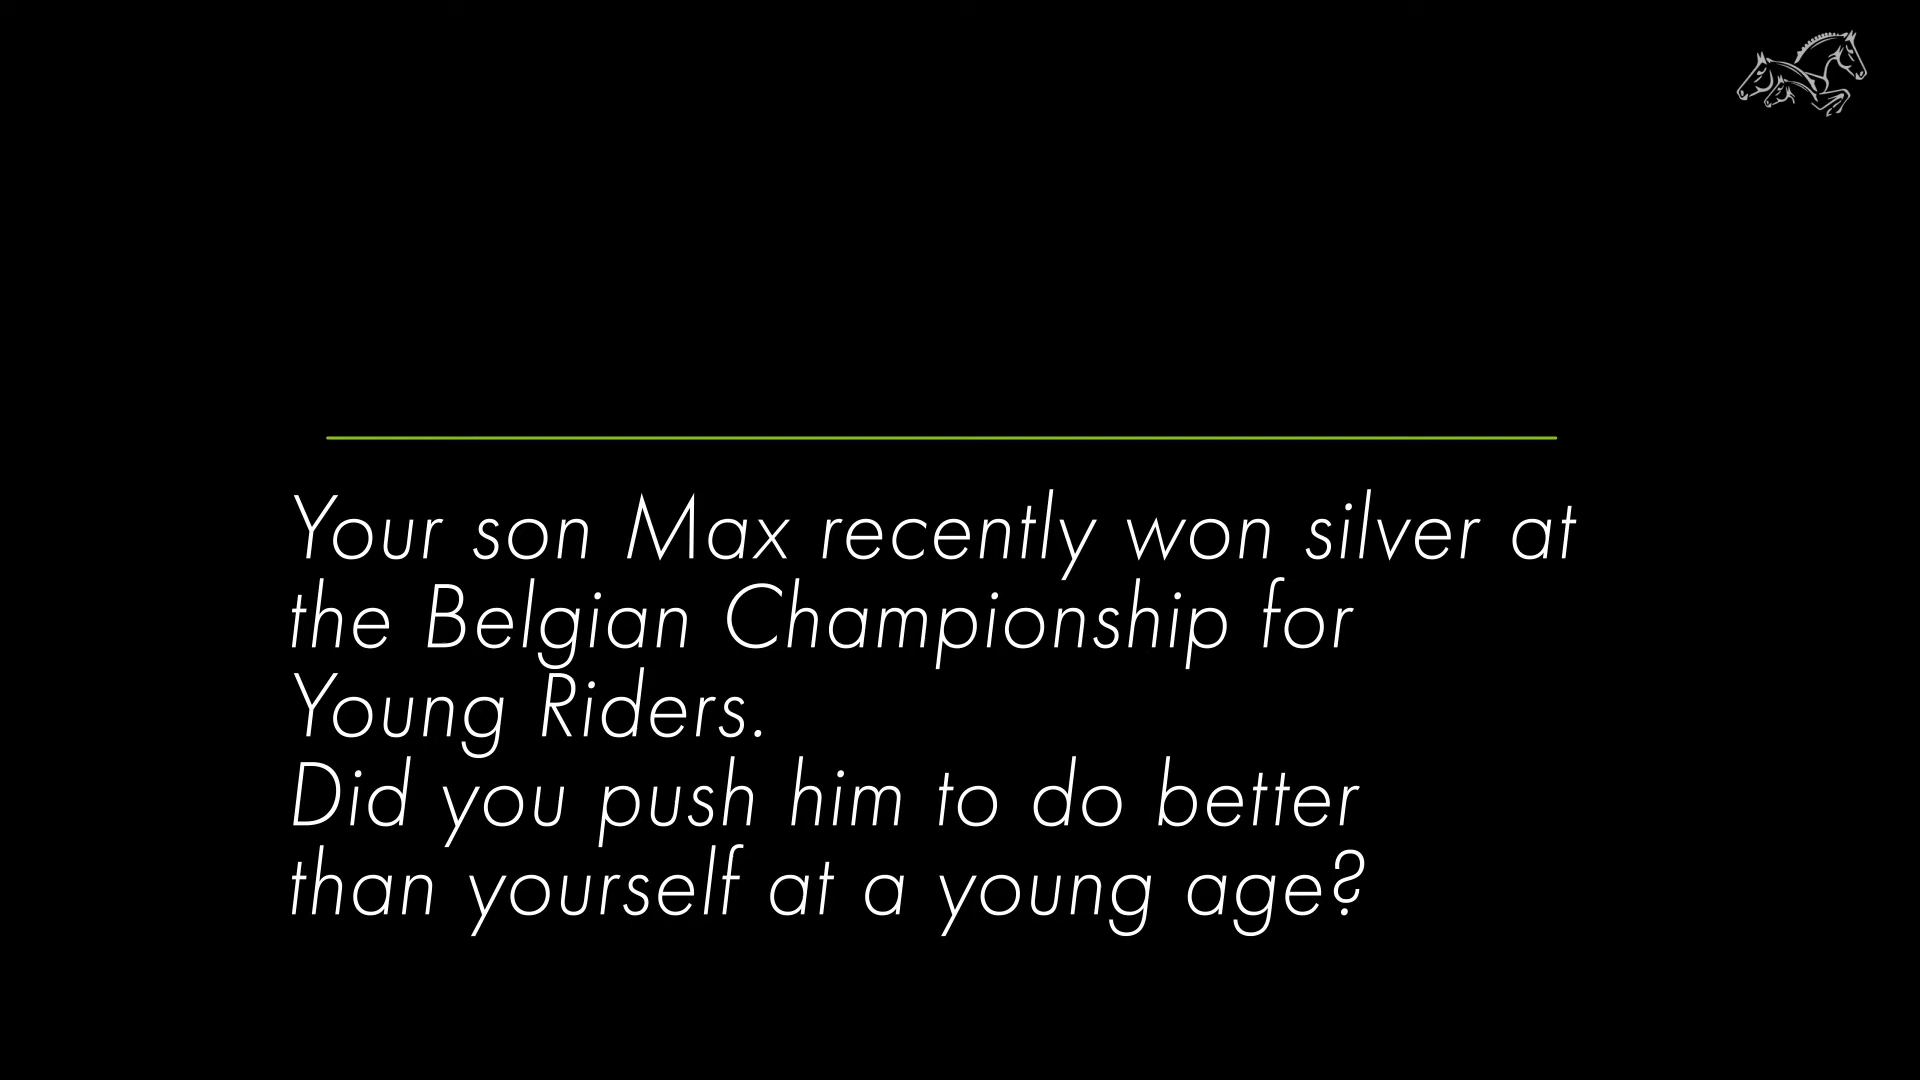 Your son Max recently won silver at
the Belgian Championship for
Young Riders.
Did you push him to do better
than yourself at a young age?